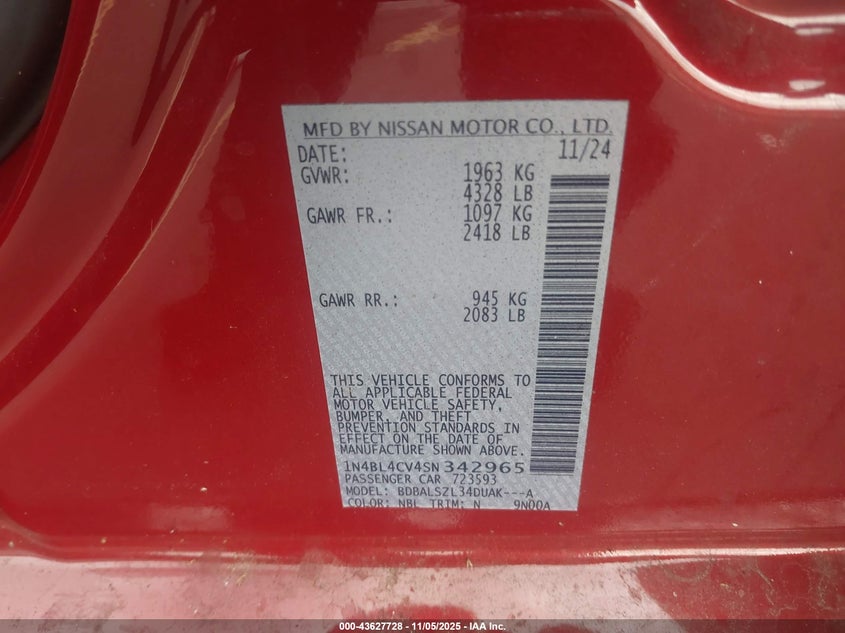 MFD BY NISSAN MOTOR CO., LTD.
DATE: 11/24
GVWR: 1963 KG
4328 LB
GAWR FR.: 1097 KG
2418 LB
GAWR RR.: 945 KG
2083 LB
THIS VEHICLE CONFORMS TO
ALL APPLICABLE FEDERAL
MOTOR VEHICLE SAFETY,
BUMPER, AND THEFT
PREVENTION STANDARDS IN
EFFECT ON THE DATE OF
MANUFACTURE SHOWN ABOVE.
1N4BL4CV4SN342965
PASSENGER CAR 723593
MODEL: BDBALSZL34DUAK---A
COLOR: NBL TRIM: N 9N00A
000-43627728 - 11/05/2025 - IAA Inc.